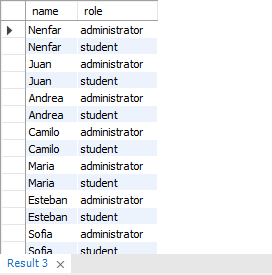 name role
Nenfar administrator
Nenfar student
Juan administrator
Juan student
Andrea administrator
Andrea student
Camilo administrator
Camilo student
Maria administrator
Maria student
Esteban administrator
Esteban student
Sofia administrator
Sofia student
Result 3 ×